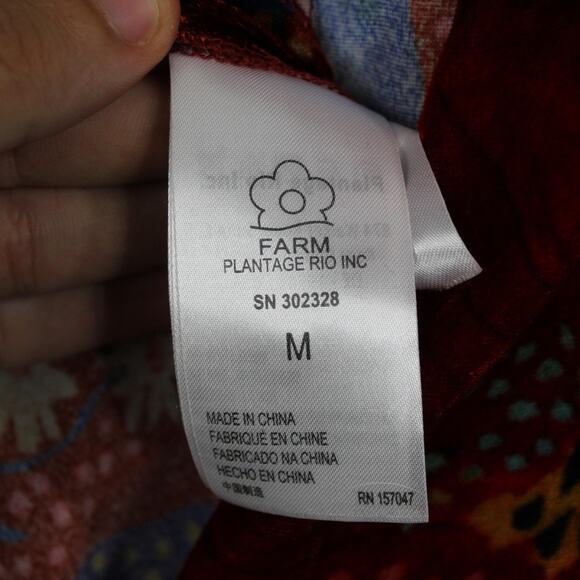 FARM
PLANTAGE RIO INC
SN 302328
M
MADE IN CHINA
FABRIQUÉ EN CHINE
FABRICADO NA CHINA
HECHO EN CHINA
中国制造
RN 157047